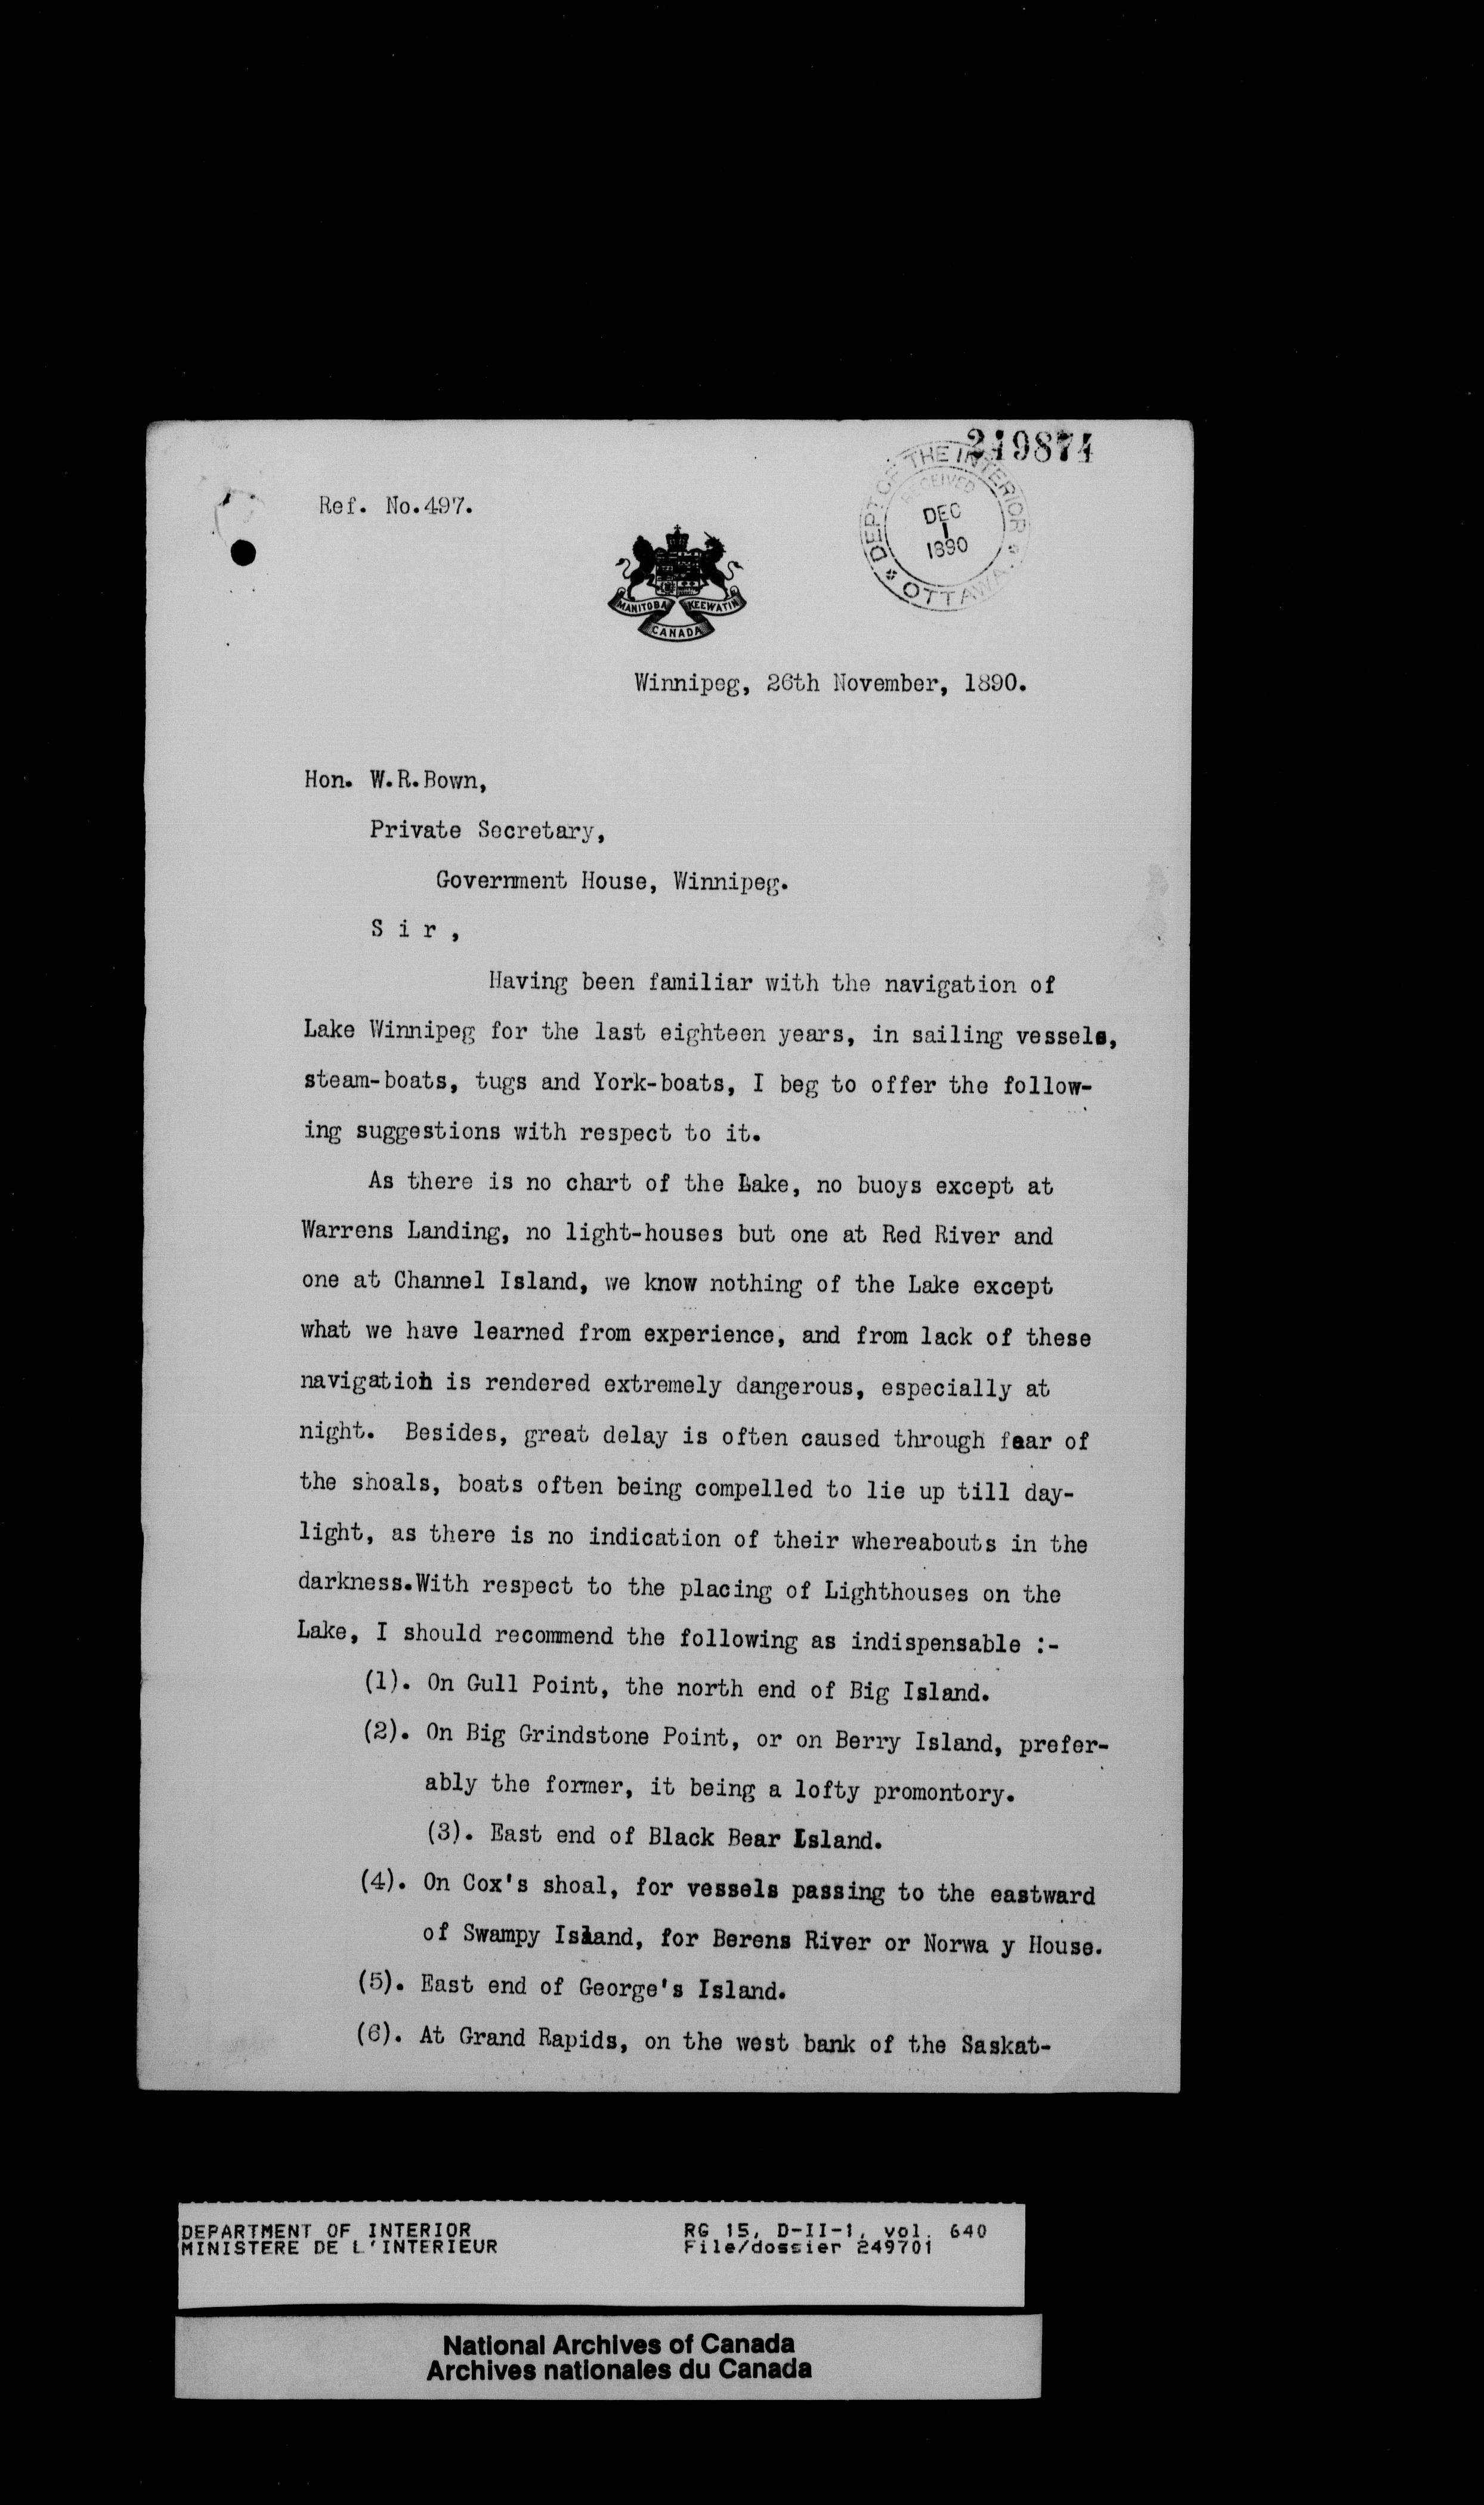 249874
DEPT OF THE INTERIOR
RECEIVED
DEC
1
1890
OTTAWA.
Ref. No.497.
MANITOBA KEEWATIN
CANADA
Winnipeg, 26th November, 1890.
Hon. W.R.Bown,
Private Secretary,
Government House, Winnipeg.
S i r ,
Having been familiar with the navigation of
Lake Winnipeg for the last eighteen years, in sailing vessels,
steam-boats, tugs and York-boats, I beg to offer the follow-
ing suggestions with respect to it.
As there is no chart of the Lake, no buoys except at
Warrens Landing, no light-houses but one at Red River and
one at Channel Island, we know nothing of the Lake except
what we have learned from experience, and from lack of these
navigation is rendered extremely dangerous, especially at
night. Besides, great delay is often caused through fear of
the shoals, boats often being compelled to lie up till day-
light, as there is no indication of their whereabouts in the
darkness.With respect to the placing of Lighthouses on the
Lake, I should recommend the following as indispensable :-
(1). On Gull Point, the north end of Big Island.
(2). On Big Grindstone Point, or on Berry Island, prefer-
ably the former, it being a lofty promontory.
(3). East end of Black Bear Island.
(4). On Cox's shoal, for vessels passing to the eastward
of Swampy Island, for Berens River or Norwa y House.
(5). East end of George's Island.
(6). At Grand Rapids, on the west bank of the Saskat-
DEPARTMENT OF INTERIOR RG 15, D-II-1, vol. 640
MINISTERE DE L'INTERIEUR File/dossier 249701
National Archives of Canada
Archives nationales du Canada